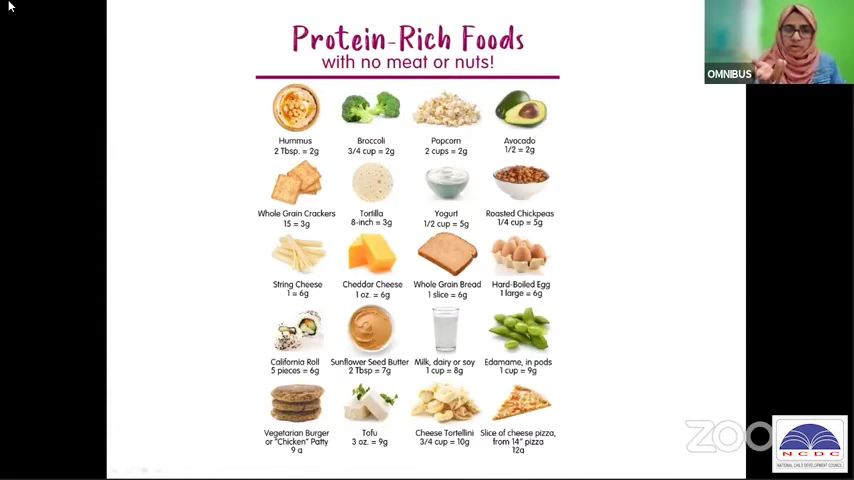 Protein-Rich Foods
with no meat or nuts!
OMNIBUS
Hummus
2 Tbsp. = 2g
Broccoli
3/4 cup = 2g
Popcorn
2 cups = 2g
Avocado
1/2 = 2g
Whole Grain Crackers
15 = 3g
Tortilla
8-inch = 3g
Yogurt
1/2 cup = 5g
Roasted Chickpeas
1/4 cup = 5g
String Cheese
1 = 6g
Cheddar Cheese
1 oz. = 6g
Whole Grain Bread
1 slice = 6g
Hard-Boiled Egg
1 large = 6g
California Roll
5 pieces = 6g
Sunflower Seed Butter
2 Tbsp = 7g
Milk, dairy or soy
1 cup = 8g
Edamame, in pods
1 cup = 9g
Vegetarian Burger
or "Chicken" Patty
9 g
Tofu
3 oz. = 9g
Cheese Tortellini
3/4 cup = 10g
Slice of cheese pizza,
from 14" pizza
12g
zoo
NCDC
NATIONAL CHILD DEVELOPMENT COUNCIL